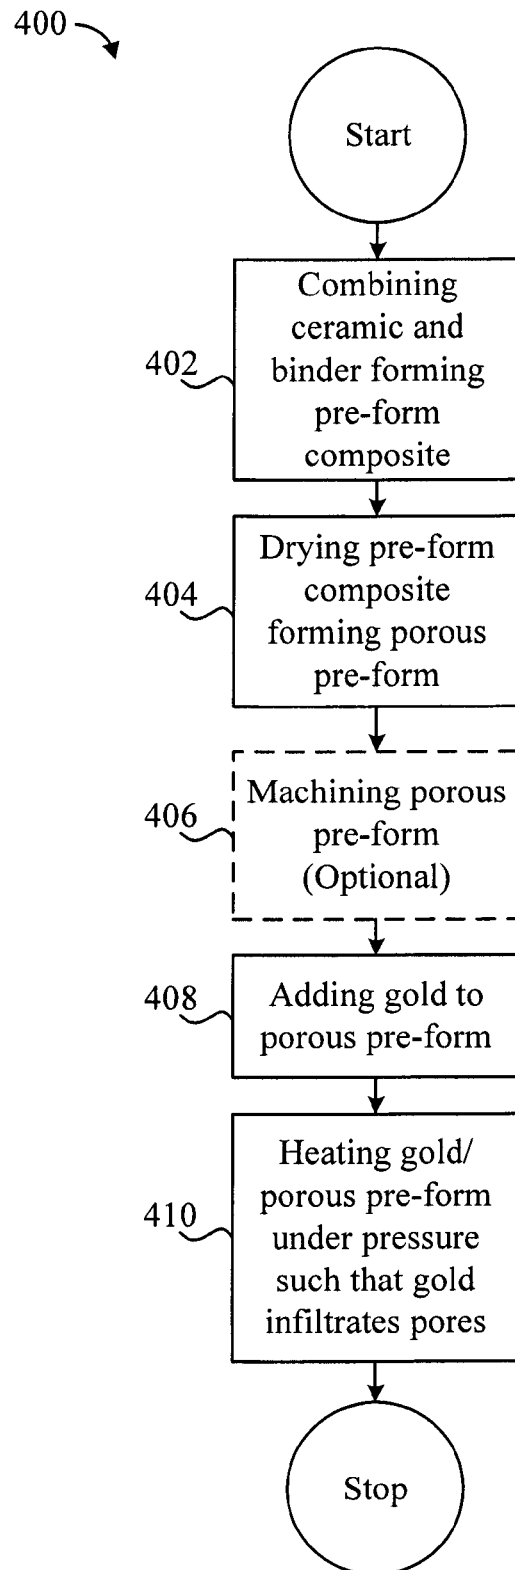 400
Start
402
Combining
ceramic and
binder forming
pre-form
composite
404
Drying pre-form
composite
forming porous
pre-form
406
Machining porous
pre-form
(Optional)
408
Adding gold to
porous pre-form
410
Heating gold/
porous pre-form
under pressure
such that gold
infiltrates pores
Stop